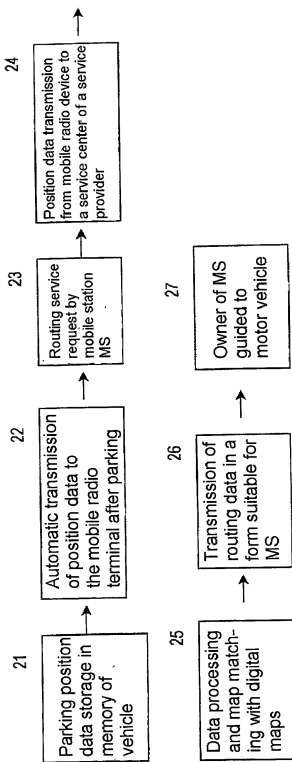 21
Parking position
data storage in
memory of
vehicle
22
Automatic transmission
of position data to
the mobile radio
terminal after parking
23
Routing service
request by
mobile station
MS
24
Position data transmission
from mobile radio device to
a service center of a service
provider
25
Data processing
and map match-
ing with digital
maps
26
Transmission of
routing data in a
form suitable for
MS
27
Owner of MS
guided to
motor vehicle